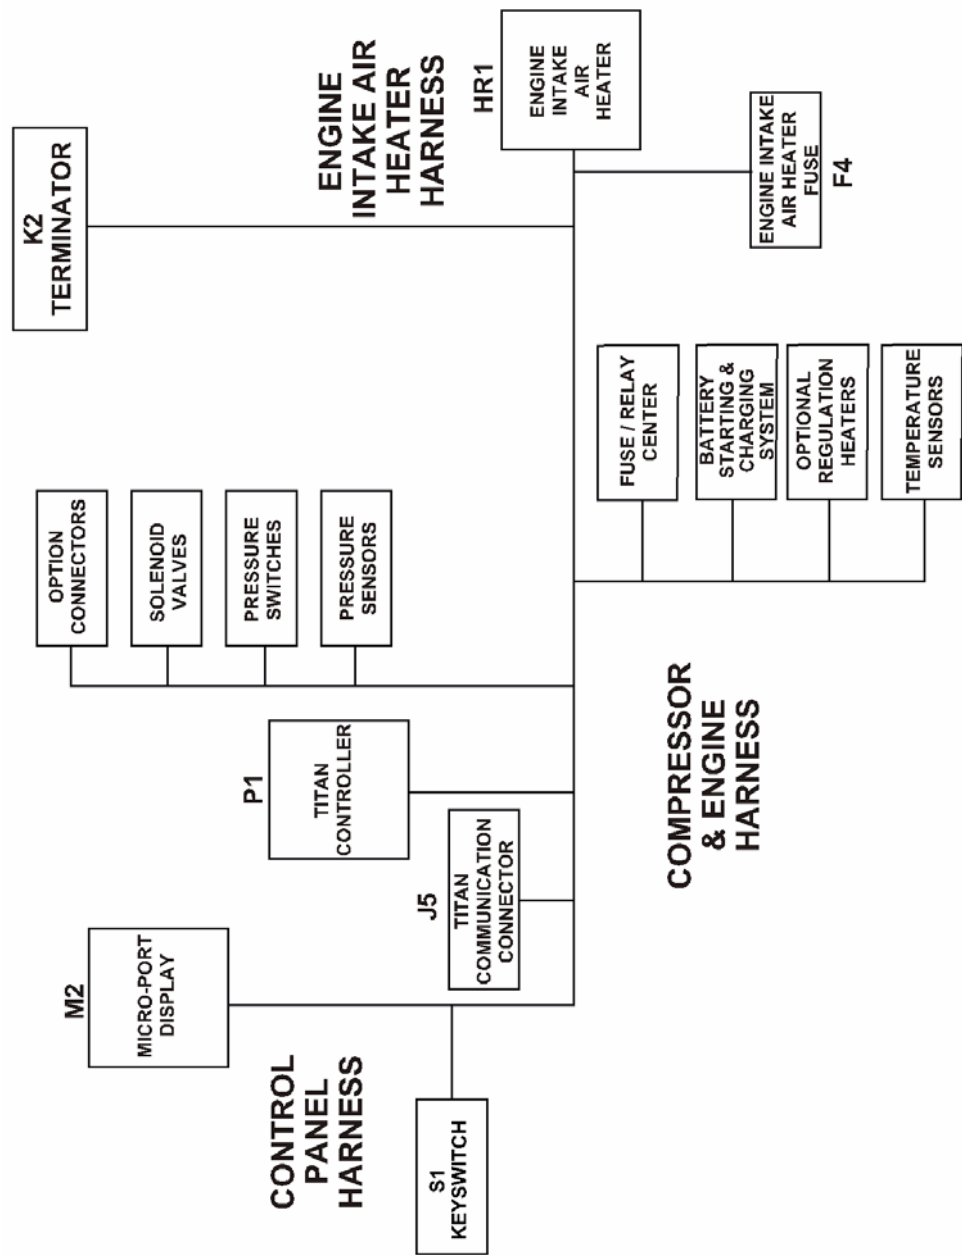 M2
MICRO-PORT
DISPLAY
CONTROL
PANEL
HARNESS
S1
KEYSWITCH
P1
TITAN
CONTROLLER
J5
TITAN
COMMUNICATION
CONNECTOR
OPTION
CONNECTORS
SOLENOID
VALVES
PRESSURE
SWITCHES
PRESSURE
SENSORS
COMPRESSOR
& ENGINE
HARNESS
FUSE / RELAY
CENTER
BATTERY
STARTING &
CHARGING
SYSTEM
OPTIONAL
REGULATION
HEATERS
TEMPERATURE
SENSORS
K2
TERMINATOR
ENGINE
INTAKE AIR
HEATER
HARNESS
HR1
ENGINE
INTAKE
AIR
HEATER
ENGINE INTAKE
AIR HEATER
FUSE
F4